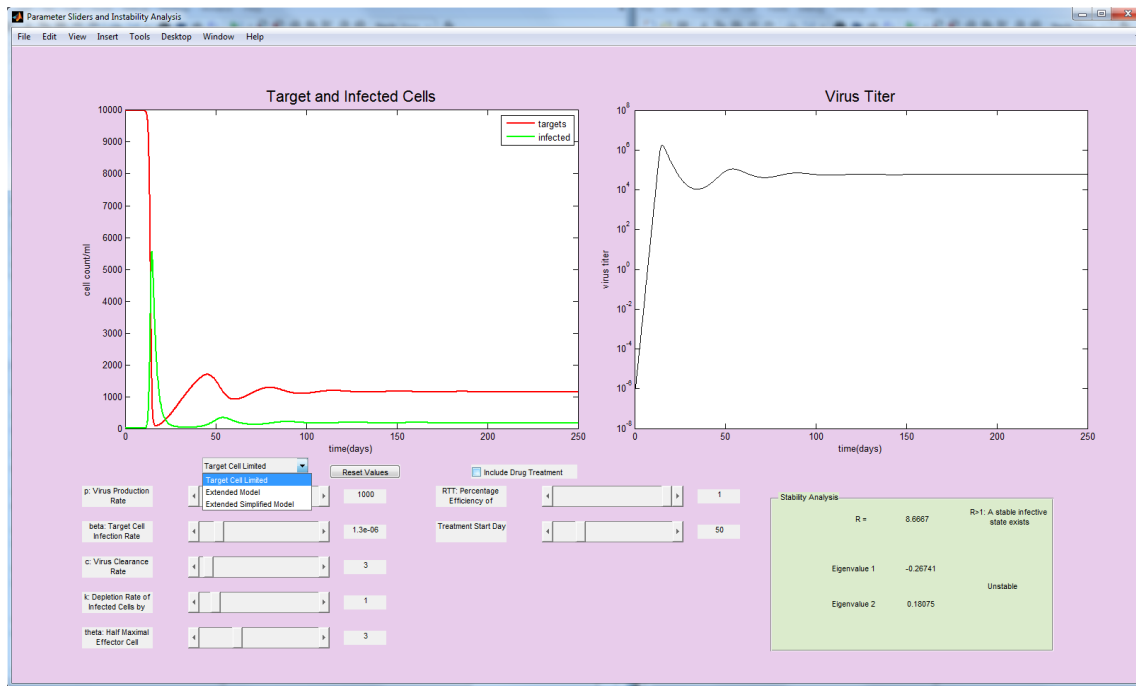 Parameter Sliders and Instability Analysis
File Edit View Insert Tools Desktop Window Help
Target and Infected Cells
10000
9000
8000
7000
6000
5000
4000
3000
2000
1000
0
cell count/ml
targets
infected
0 50 100 150 200 250
time(days)
Virus Titer
10^8
10^6
10^4
10^2
10^0
10^-2
10^-4
10^-6
10^-8
virus titer
0 50 100 150 200 250
time(days)
Target Cell Limited
Target Cell Limited
Extended Model
Extended Simplified Model
Reset Values
Include Drug Treatment
p: Virus Production
Rate
1000
beta: Target Cell
Infection Rate
1.3e-06
c: Virus Clearance
Rate
3
k: Depletion Rate of
Infected Cells by
1
theta: Half Maximal
Effector Cell
3
RTT: Percentage
Efficiency of
1
Treatment Start Day
50
Stability Analysis
R = 8.6667
R>1: A stable infective
state exists
Eigenvalue 1 -0.26741
Unstable
Eigenvalue 2 0.18075